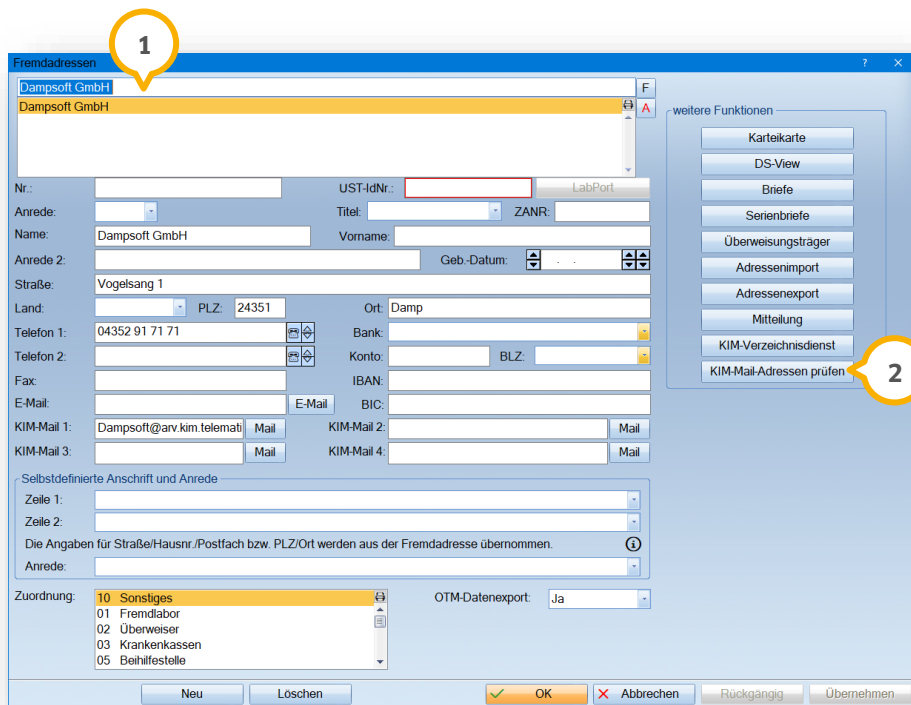 1
Fremdadressen ? ×
Dampsoft GmbH F
Dampsoft GmbH A
weitere Funktionen
Karteikarte
DS-View
Nr.: UST-IdNr.: LabPort
Briefe
Anrede: Titel: ZANR:
Serienbriefe
Name: Dampsoft GmbH Vorname:
Überweisungsträger
Anrede 2: Geb.-Datum: . .
Adressenimport
Straße: Vogelsang 1
Adressenexport
Land: PLZ: 24351 Ort: Damp
Mitteilung
Telefon 1: 04352 91 71 71 Bank:
KIM-Verzeichnisdienst
Telefon 2: Konto: BLZ:
KIM-Mail-Adressen prüfen 2
Fax: IBAN:
E-Mail: E-Mail BIC:
KIM-Mail 1: Dampsoft@arv.kim.telemati Mail KIM-Mail 2: Mail
KIM-Mail 3: Mail KIM-Mail 4: Mail
Selbstdefinierte Anschrift und Anrede
Zeile 1:
Zeile 2:
Die Angaben für Straße/Hausnr./Postfach bzw. PLZ/Ort werden aus der Fremdadresse übernommen. i
Anrede:
Zuordnung: 10 Sonstiges OTM-Datenexport: Ja
01 Fremdlabor
02 Überweiser
03 Krankenkassen
05 Beihilfestelle
Neu Löschen OK Abbrechen Rückgängig Übernehmen